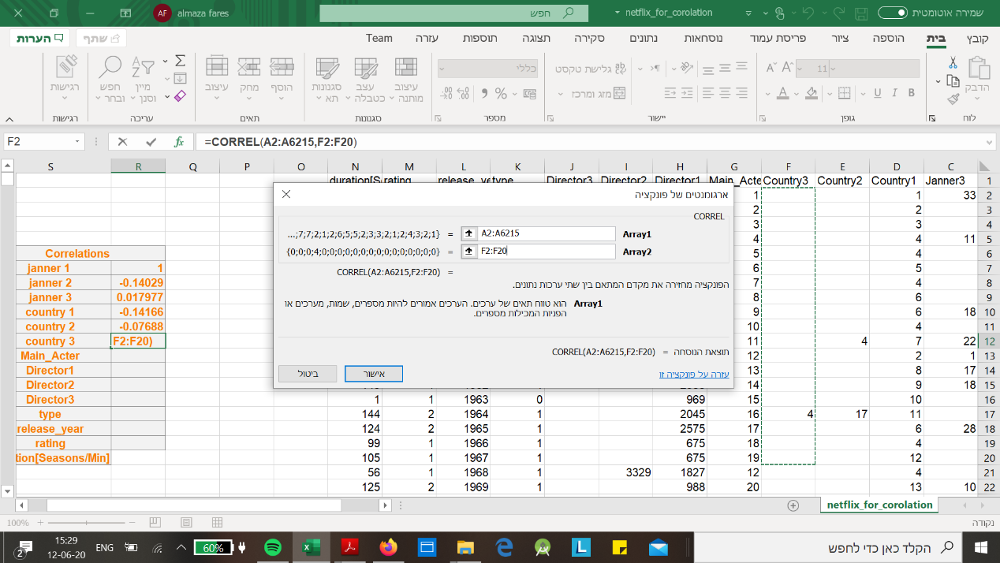 שמירה אוטומטית
netflix_for_corolation
חפש
almaza fares
AF
קובץ בית הוספה ציור פריסת עמוד נוסחאות נתונים סקירה תצוגה תוספות עזרה Team
שתף
הערות
הדבק
לוח
11
B I U A
גופן
גלישת טקסט
מזג ומרכז
יישור
כללי
%
מספר
עיצוב מותנה
עצב כטבלה
סגנונות תא
סגנונות
הוסף
מחק
עיצוב
תאים
מיין וסנן
חפש ובחר
עריכה
רגישות
רגישות
F2
=CORREL(A2:A6215,F2:F20)
S R Q P O N M L K J I H G F E D C
duration[S rating release_ye type Director3 Director2 Director1 Main_Acte Country3 Country2 Country1 Janner3 1
1 1 33 2
2 2 3
3 3 4
4 4 11 5
5 4 6
6 5 7
7 4 8
8 6 9
9 6 18 10
10 4 11
11 4 7 22 12
12 2 1 13
13 8 17 14
14 9 18 15
1 1 1963 0 969 15 10 16
144 2 1964 1 2045 16 4 17 11 17
124 2 1965 1 2575 17 6 28 18
99 1 1966 1 675 18 4 19
105 1 1967 1 675 19 12 20
56 1 1968 1 3329 1827 12 4 21
125 2 1969 1 988 20 13 10 22
Correlations
janner 1 1
janner 2 -0.14029
janner 3 0.017977
country 1 -0.14166
country 2 -0.07688
country 3 F2:F20)
Main_Acter
Director1
Director2
Director3
type
release_year
rating
tion[Seasons/Min]
ארגומנטים של פונקציה
CORREL
Array1 A2:A6215 = {1;2;3;4;2;1;2;3;3;2;5;5;6;2;1;2;7;7;...
Array2 F2:F20 = {0;0;0;4;0;0;0;0;0;0;0;0;0;0;0;0;0;0;0}
= CORREL(A2:A6215,F2:F20)
הפונקציה מחזירה את מקדם המתאם בין שתי ערכות נתונים.
Array1 הוא טווח תאים של ערכים. הערכים אמורים להיות מספרים, שמות, מערכים או
הפניות המכילות מספרים.
תוצאת הנוסחה = CORREL(A2:A6215,F2:F20)
עזרה על פונקציה זו
אישור
ביטול
netflix_for_corolation
נקודה
100%
הקלד כאן כדי לחפש
60%
ENG
15:29
12-06-20
2